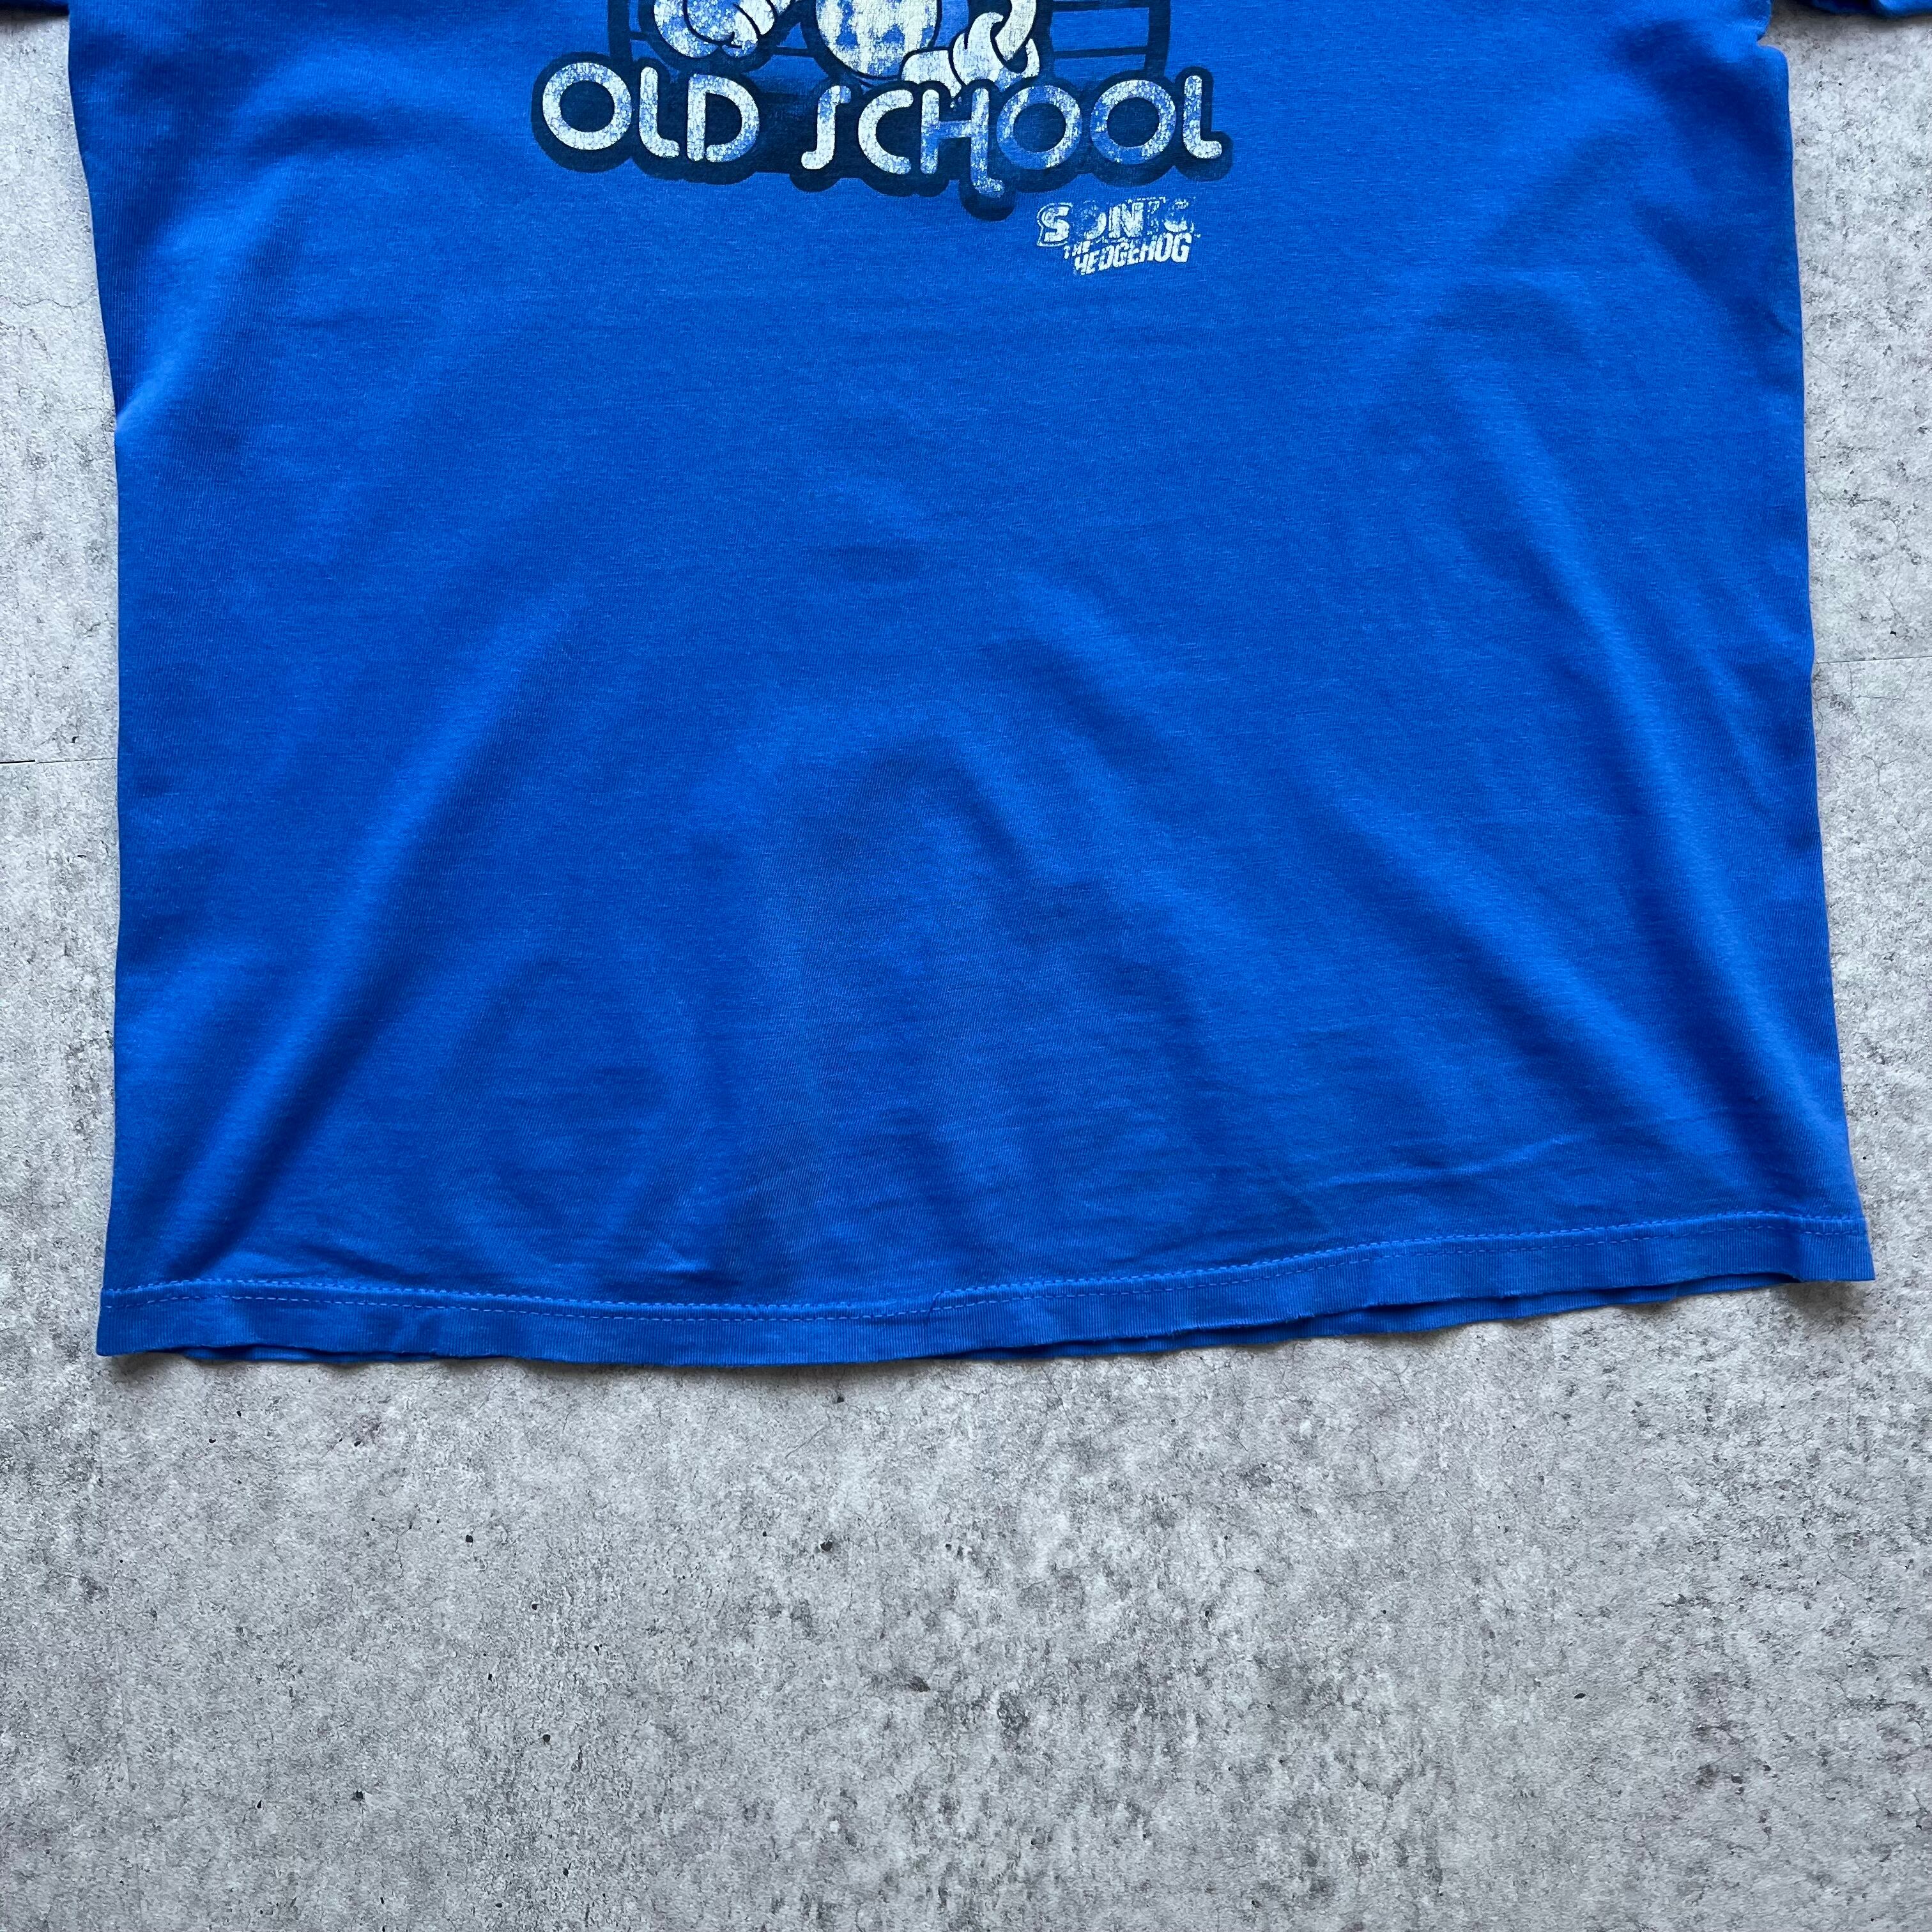 OLD SCHOOL
SONIC
THE
HEDGEHOG